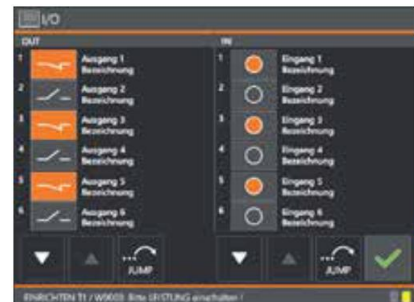 I/O
OUT
1 Ausgang 1
Bezeichnung
2 Ausgang 2
Bezeichnung
3 Ausgang 3
Bezeichnung
4 Ausgang 4
Bezeichnung
5 Ausgang 5
Bezeichnung
6 Ausgang 6
Bezeichnung
IN
1 Eingang 1
Bezeichnung
2 Eingang 2
Bezeichnung
3 Eingang 3
Bezeichnung
4 Eingang 4
Bezeichnung
5 Eingang 5
Bezeichnung
6 Eingang 6
Bezeichnung
JUMP
JUMP
EINRICHTEN T1 / W9003: Bitte LEISTUNG einschalten !